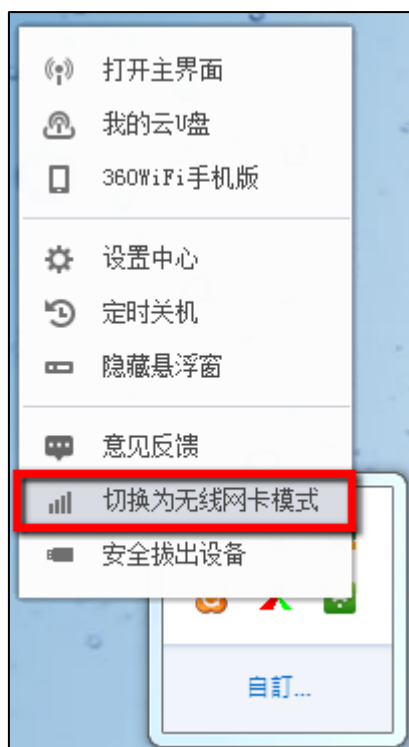 打开主界面
我的云U盘
360WiFi手机版
设置中心
定时关机
隐藏悬浮窗
意见反馈
切换为无线网卡模式
安全拔出设备
自訂...